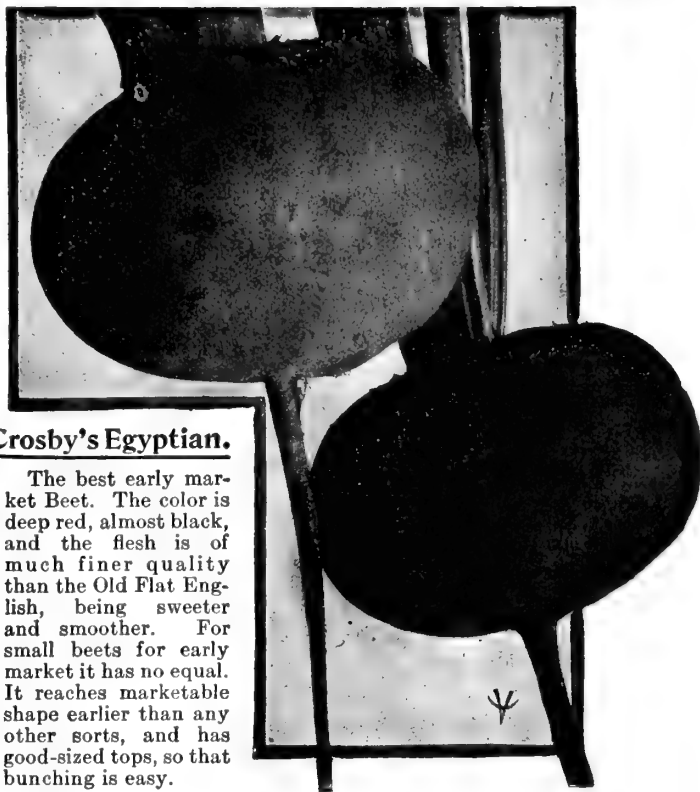 Crosby's Egyptian.
The best early mar-
ket Beet. The color is
deep red, almost black,
and the flesh is of
much finer quality
than the Old Flat Eng-
lish, being sweeter
and smoother. For
small beets for early
market it has no equal.
It reaches marketable
shape earlier than any
other sorts, and has
good-sized tops, so that
bunching is easy.